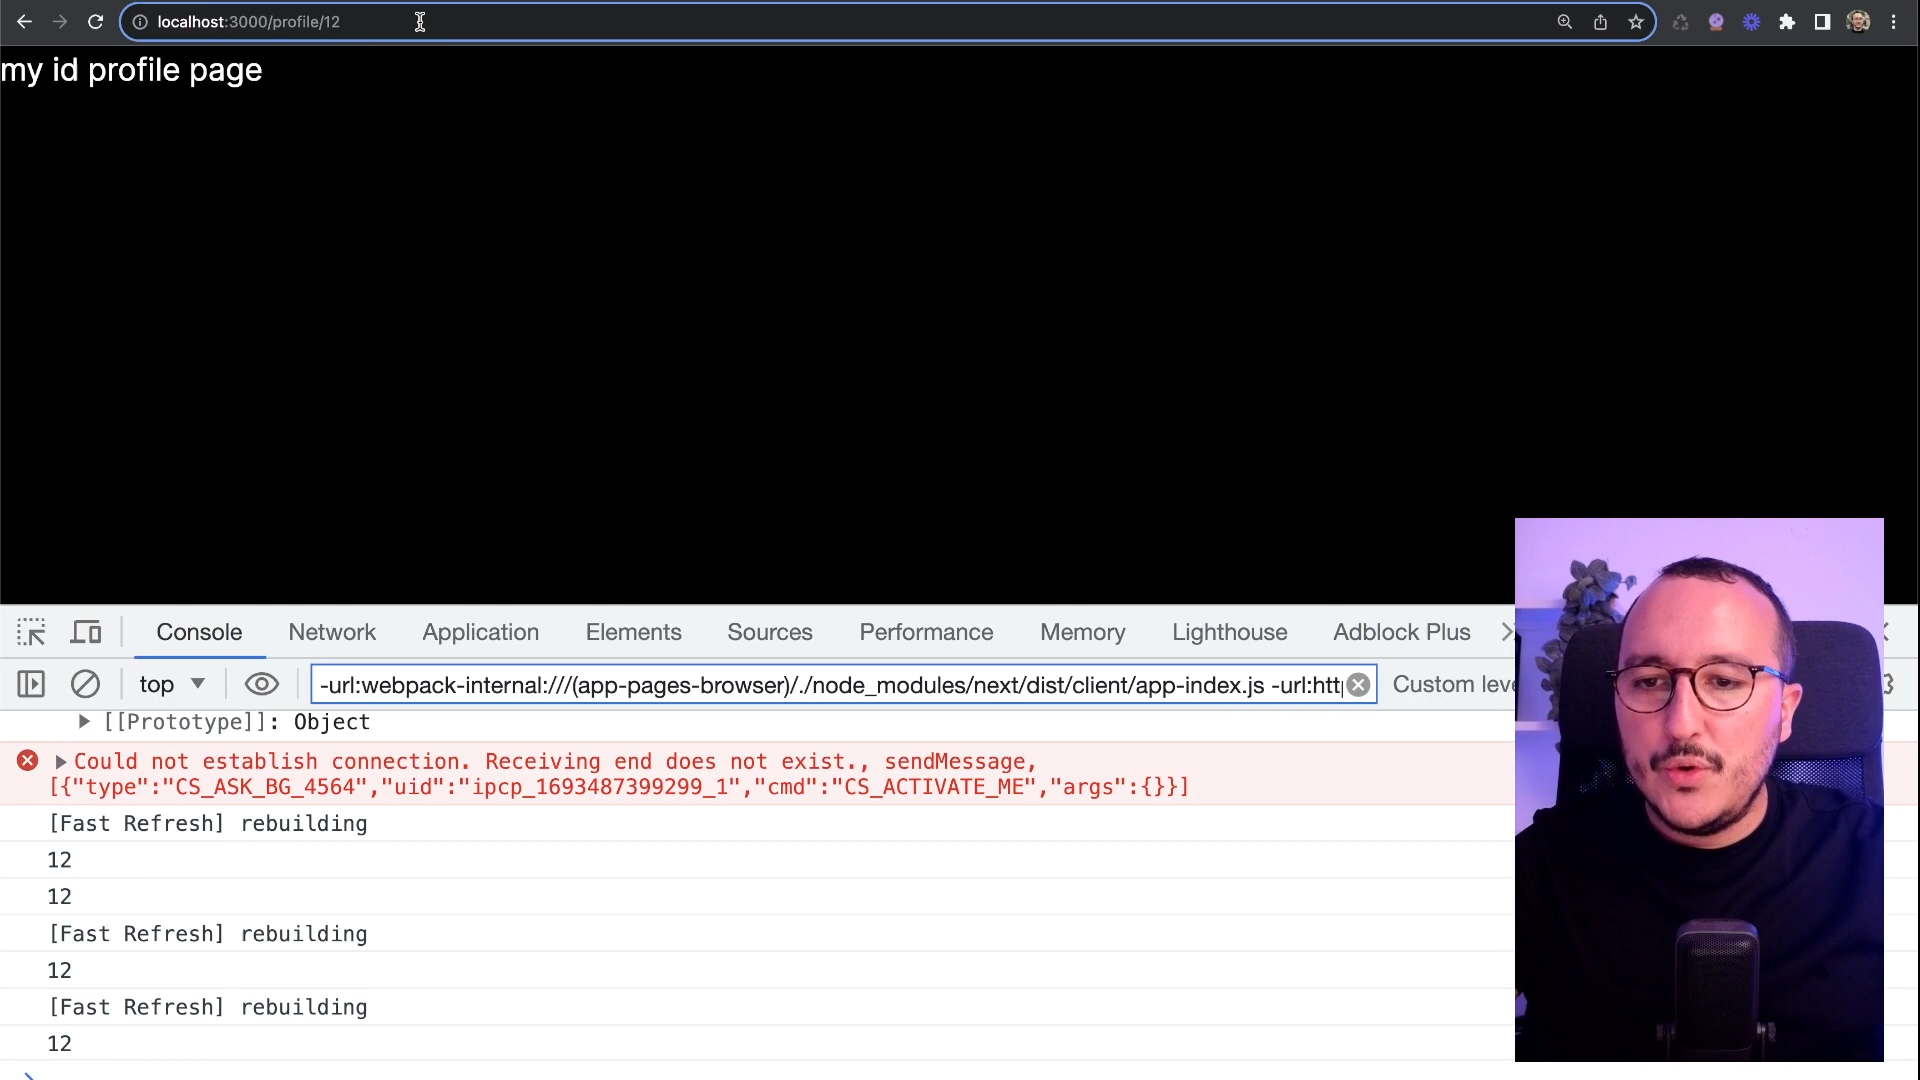 localhost:3000/profile/12
my id profile page
Console Network Application Elements Sources Performance Memory Lighthouse Adblock Plus
top -url:webpack-internal:///(app-pages-browser)/./node_modules/next/dist/client/app-index.js -url:htt Custom leve
[[Prototype]]: Object
Could not establish connection. Receiving end does not exist., sendMessage,
[{"type":"CS_ASK_BG_4564","uid":"ipcp_1693487399299_1","cmd":"CS_ACTIVATE_ME","args":{}}]
[Fast Refresh] rebuilding
12
12
[Fast Refresh] rebuilding
12
[Fast Refresh] rebuilding
12